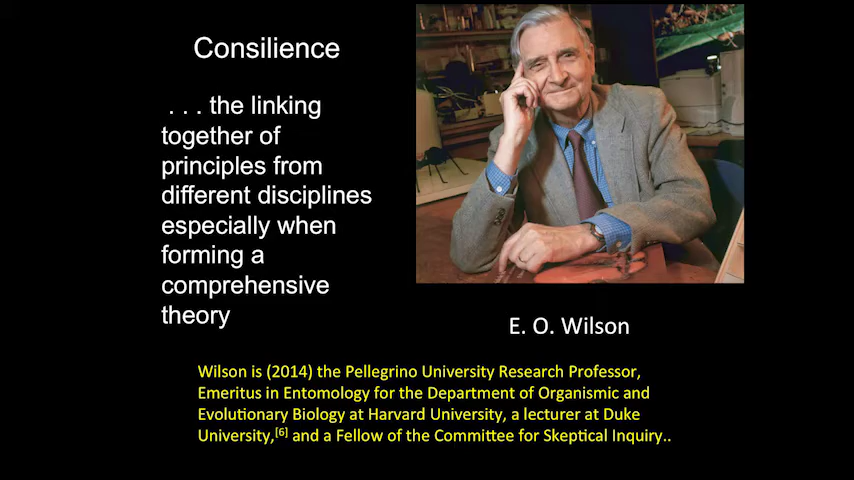 Consilience
. . . the linking
together of
principles from
different disciplines
especially when
forming a
comprehensive
theory
E. O. Wilson
Wilson is (2014) the Pellegrino University Research Professor,
Emeritus in Entomology for the Department of Organismic and
Evolutionary Biology at Harvard University, a lecturer at Duke
University,[6] and a Fellow of the Committee for Skeptical Inquiry..